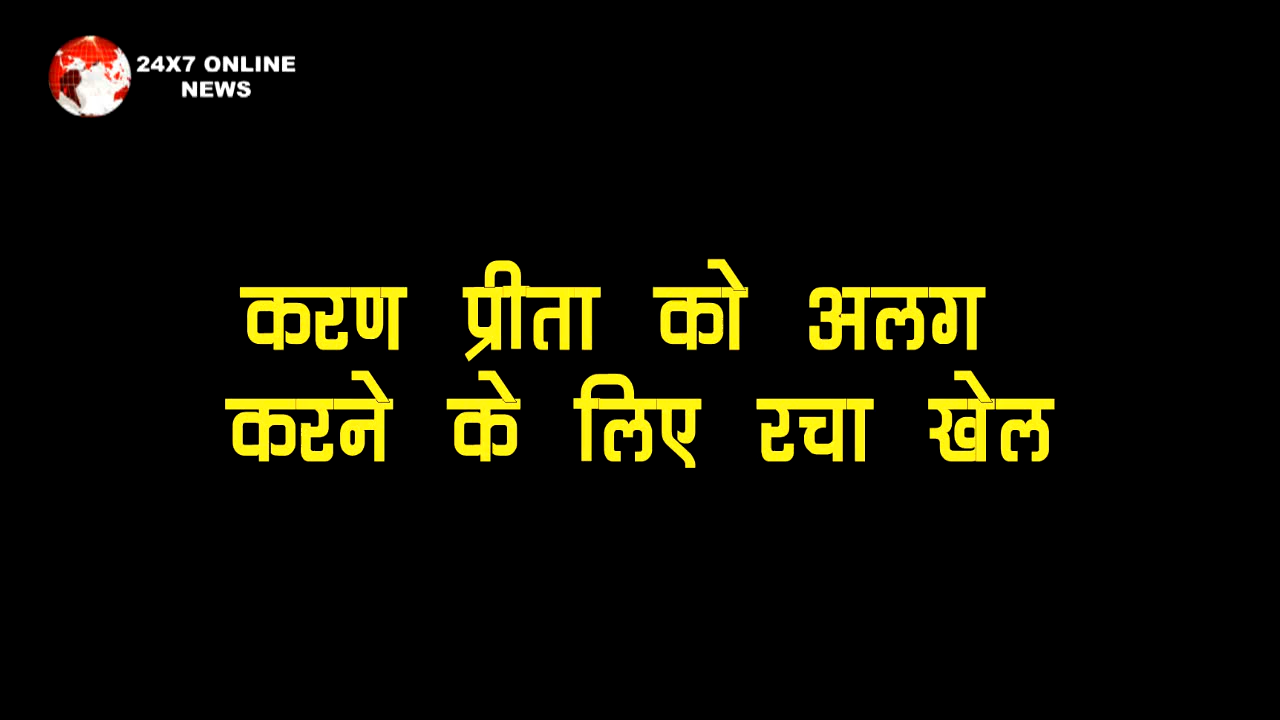 24X7 ONLINE
NEWS
करण प्रीता को अलग
करने के लिए रचा खेल